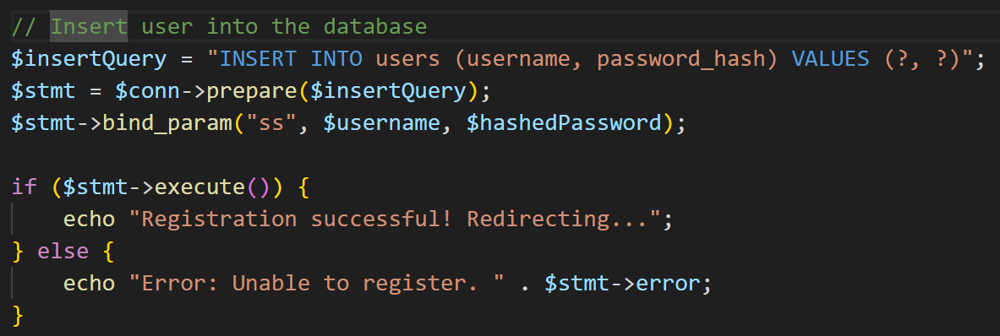 // Insert user into the database
$insertQuery = "INSERT INTO users (username, password_hash) VALUES (?, ?)";
$stmt = $conn->prepare($insertQuery);
$stmt->bind_param("ss", $username, $hashedPassword);
if ($stmt->execute()) {
    echo "Registration successful! Redirecting...";
} else {
    echo "Error: Unable to register. " . $stmt->error;
}